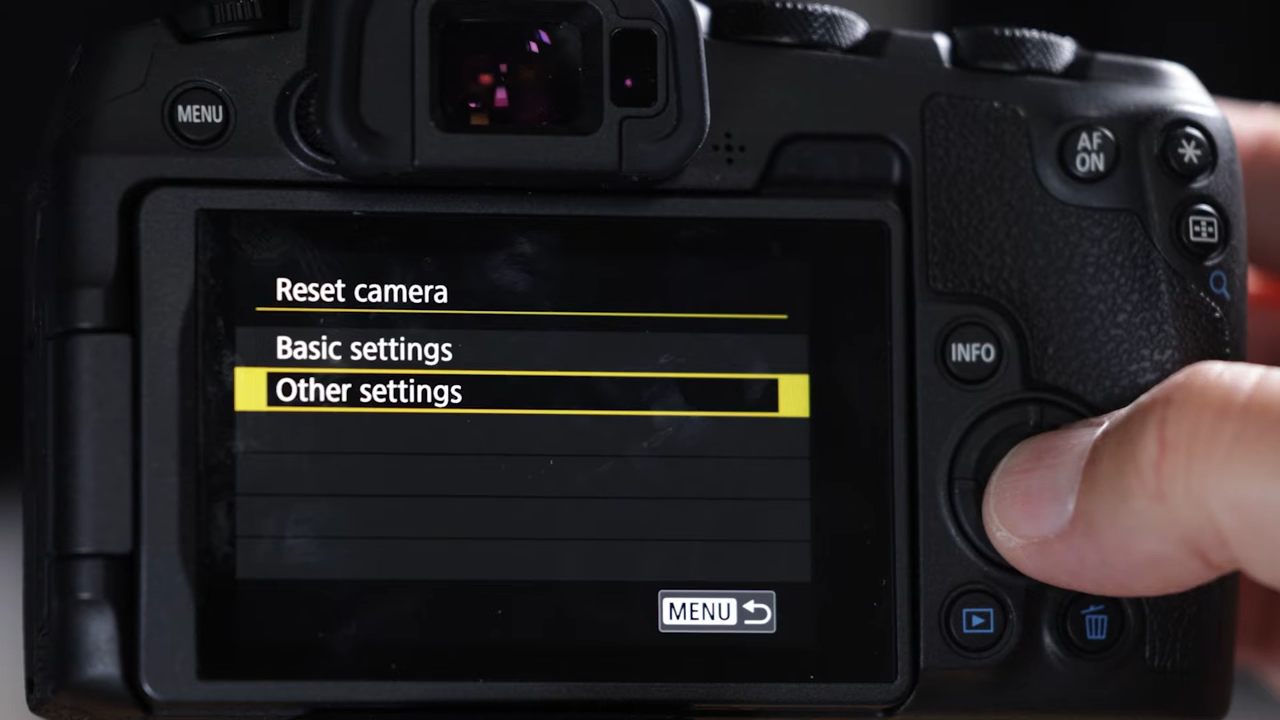 MENU
AF
ON
INFO
Reset camera
Basic settings
Other settings
MENU